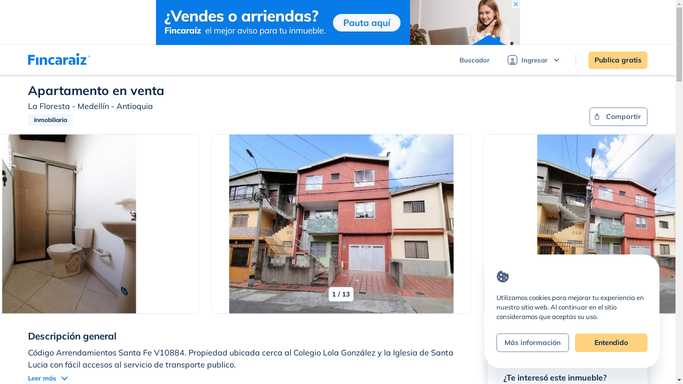 ¿Vendes o arriendas?
Fincaraíz el mejor aviso para tu inmueble.
Pauta aquí
Fincaraíz
Buscador
Ingresar
Publica gratis
Apartamento en venta
La Floresta - Medellín - Antioquia
Inmobiliaria
Compartir
1 / 13
Utilizamos cookies para mejorar tu experiencia en
nuestro sitio web. Al continuar en el sitio
consideramos que aceptas su uso.
Más información
Entendido
Descripción general
Código Arrendamientos Santa Fe V10884. Propiedad ubicada cerca al Colegio Lola González y la Iglesia de Santa
Lucia con fácil accesos al servicio de transporte publico.
Leer más
¿Te interesó este inmueble?